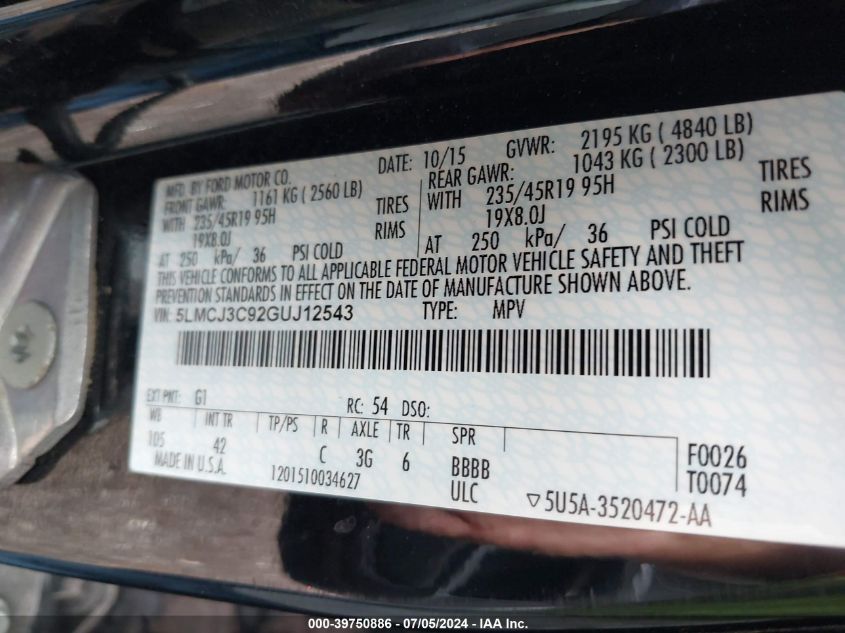 MFD. BY FORD MOTOR CO. DATE: 10/15 GVWR: 2195 KG ( 4840 LB)
FRONT GAWR: 1161 KG ( 2560 LB) REAR GAWR: 1043 KG ( 2300 LB)
WITH 235/45R19 95H TIRES WITH 235/45R19 95H TIRES
19X8.0J RIMS 19X8.0J RIMS
AT 250 kPa/ 36 PSI COLD AT 250 kPa/ 36 PSI COLD
THIS VEHICLE CONFORMS TO ALL APPLICABLE FEDERAL MOTOR VEHICLE SAFETY AND THEFT
PREVENTION STANDARDS IN EFFECT ON THE DATE OF MANUFACTURE SHOWN ABOVE.
VIN: 5LMCJ3C92GUJ12543 TYPE: MPV
EXT PNT: G1 RC: 54 DSO:
WB INT TR TP/PS R AXLE TR SPR
105 42 C 3G 6 BBBB F0026
MADE IN U.S.A. 1201510034627 ULC T0074
▽5U5A-3520472-AA
000-39750886 - 07/05/2024 - IAA Inc.